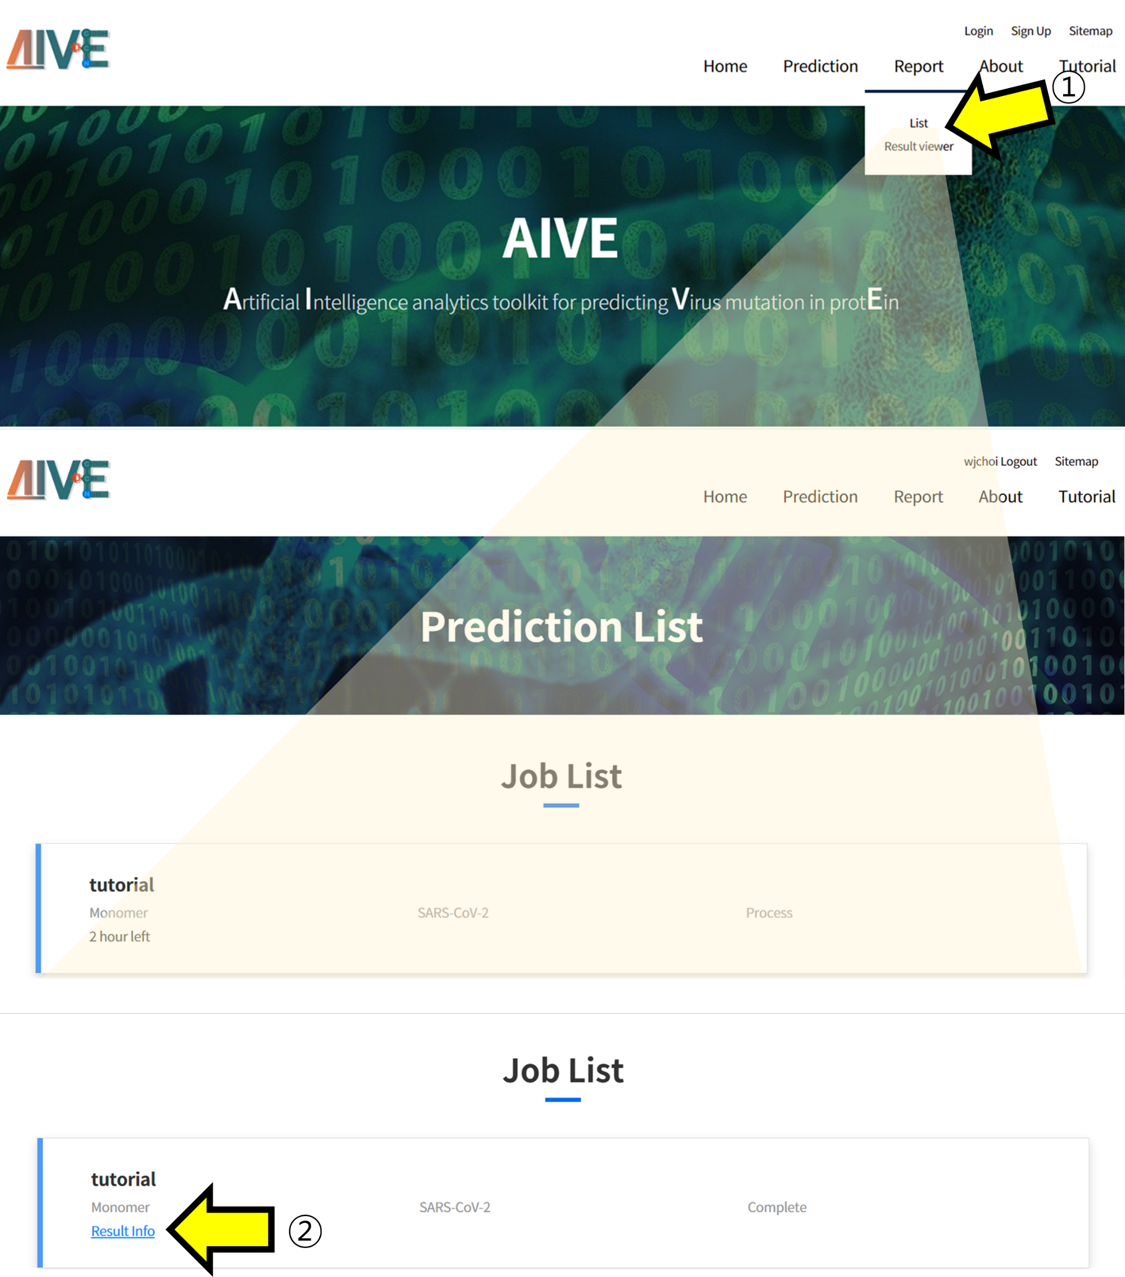 AIVE
Login Sign Up Sitemap
Home Prediction Report About Tutorial
①
List
Result viewer
AIVE
Artificial Intelligence analytics toolkit for predicting Virus mutation in protEin
AIVE
wjchoi Logout Sitemap
Home Prediction Report About Tutorial
Prediction List
Job List
tutorial
Monomer SARS-CoV-2 Process
2 hour left
Job List
tutorial
Monomer SARS-CoV-2 Complete
Result Info
②